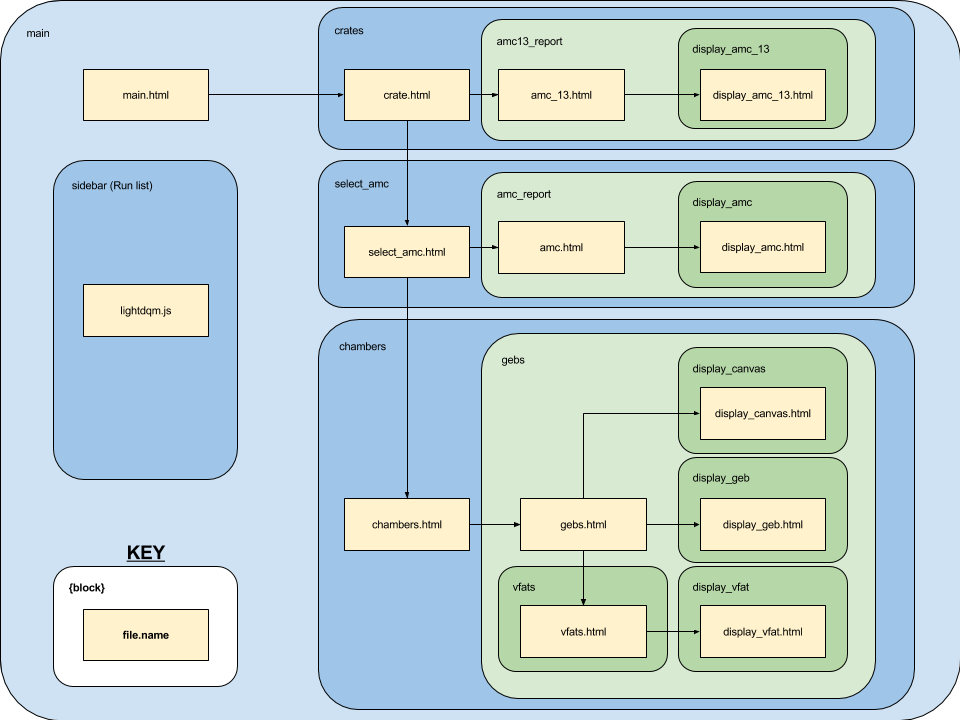 main
crates
amc13_report
display_amc_13
main.html
crate.html
amc_13.html
display_amc_13.html
sidebar (Run list)
lightdqm.js
select_amc
amc_report
display_amc
select_amc.html
amc.html
display_amc.html
chambers
gebs
display_canvas
display_canvas.html
display_geb
chambers.html
gebs.html
display_geb.html
vfats
display_vfat
vfats.html
display_vfat.html
KEY
{block}
file.name